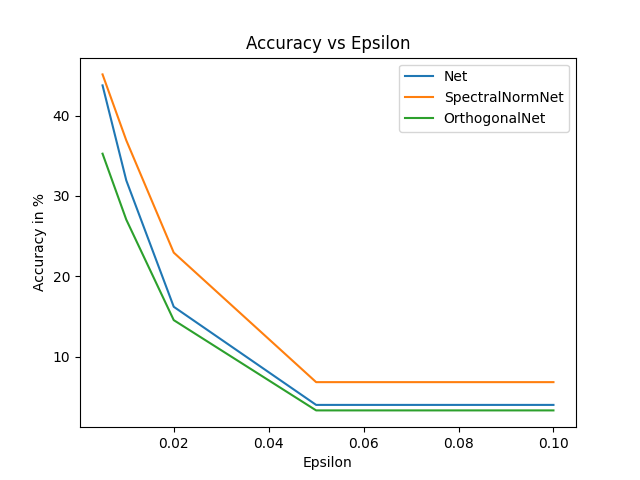 Accuracy vs Epsilon
Net
SpectralNormNet
OrthogonalNet
Accuracy in %
40
30
20
10
0.02 0.04 0.06 0.08 0.10
Epsilon